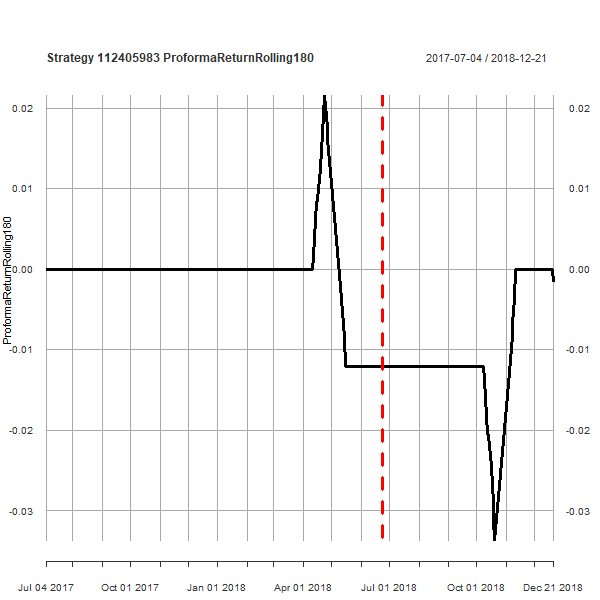 Strategy 112405983 ProformaReturnRolling180
2017-07-04 / 2018-12-21
ProformaReturnRolling180
0.02 0.02
0.01 0.01
0.00 0.00
-0.01 -0.01
-0.02 -0.02
-0.03 -0.03
Jul 04 2017 Oct 01 2017 Jan 01 2018 Apr 01 2018 Jul 01 2018 Oct 01 2018 Dec 21 2018